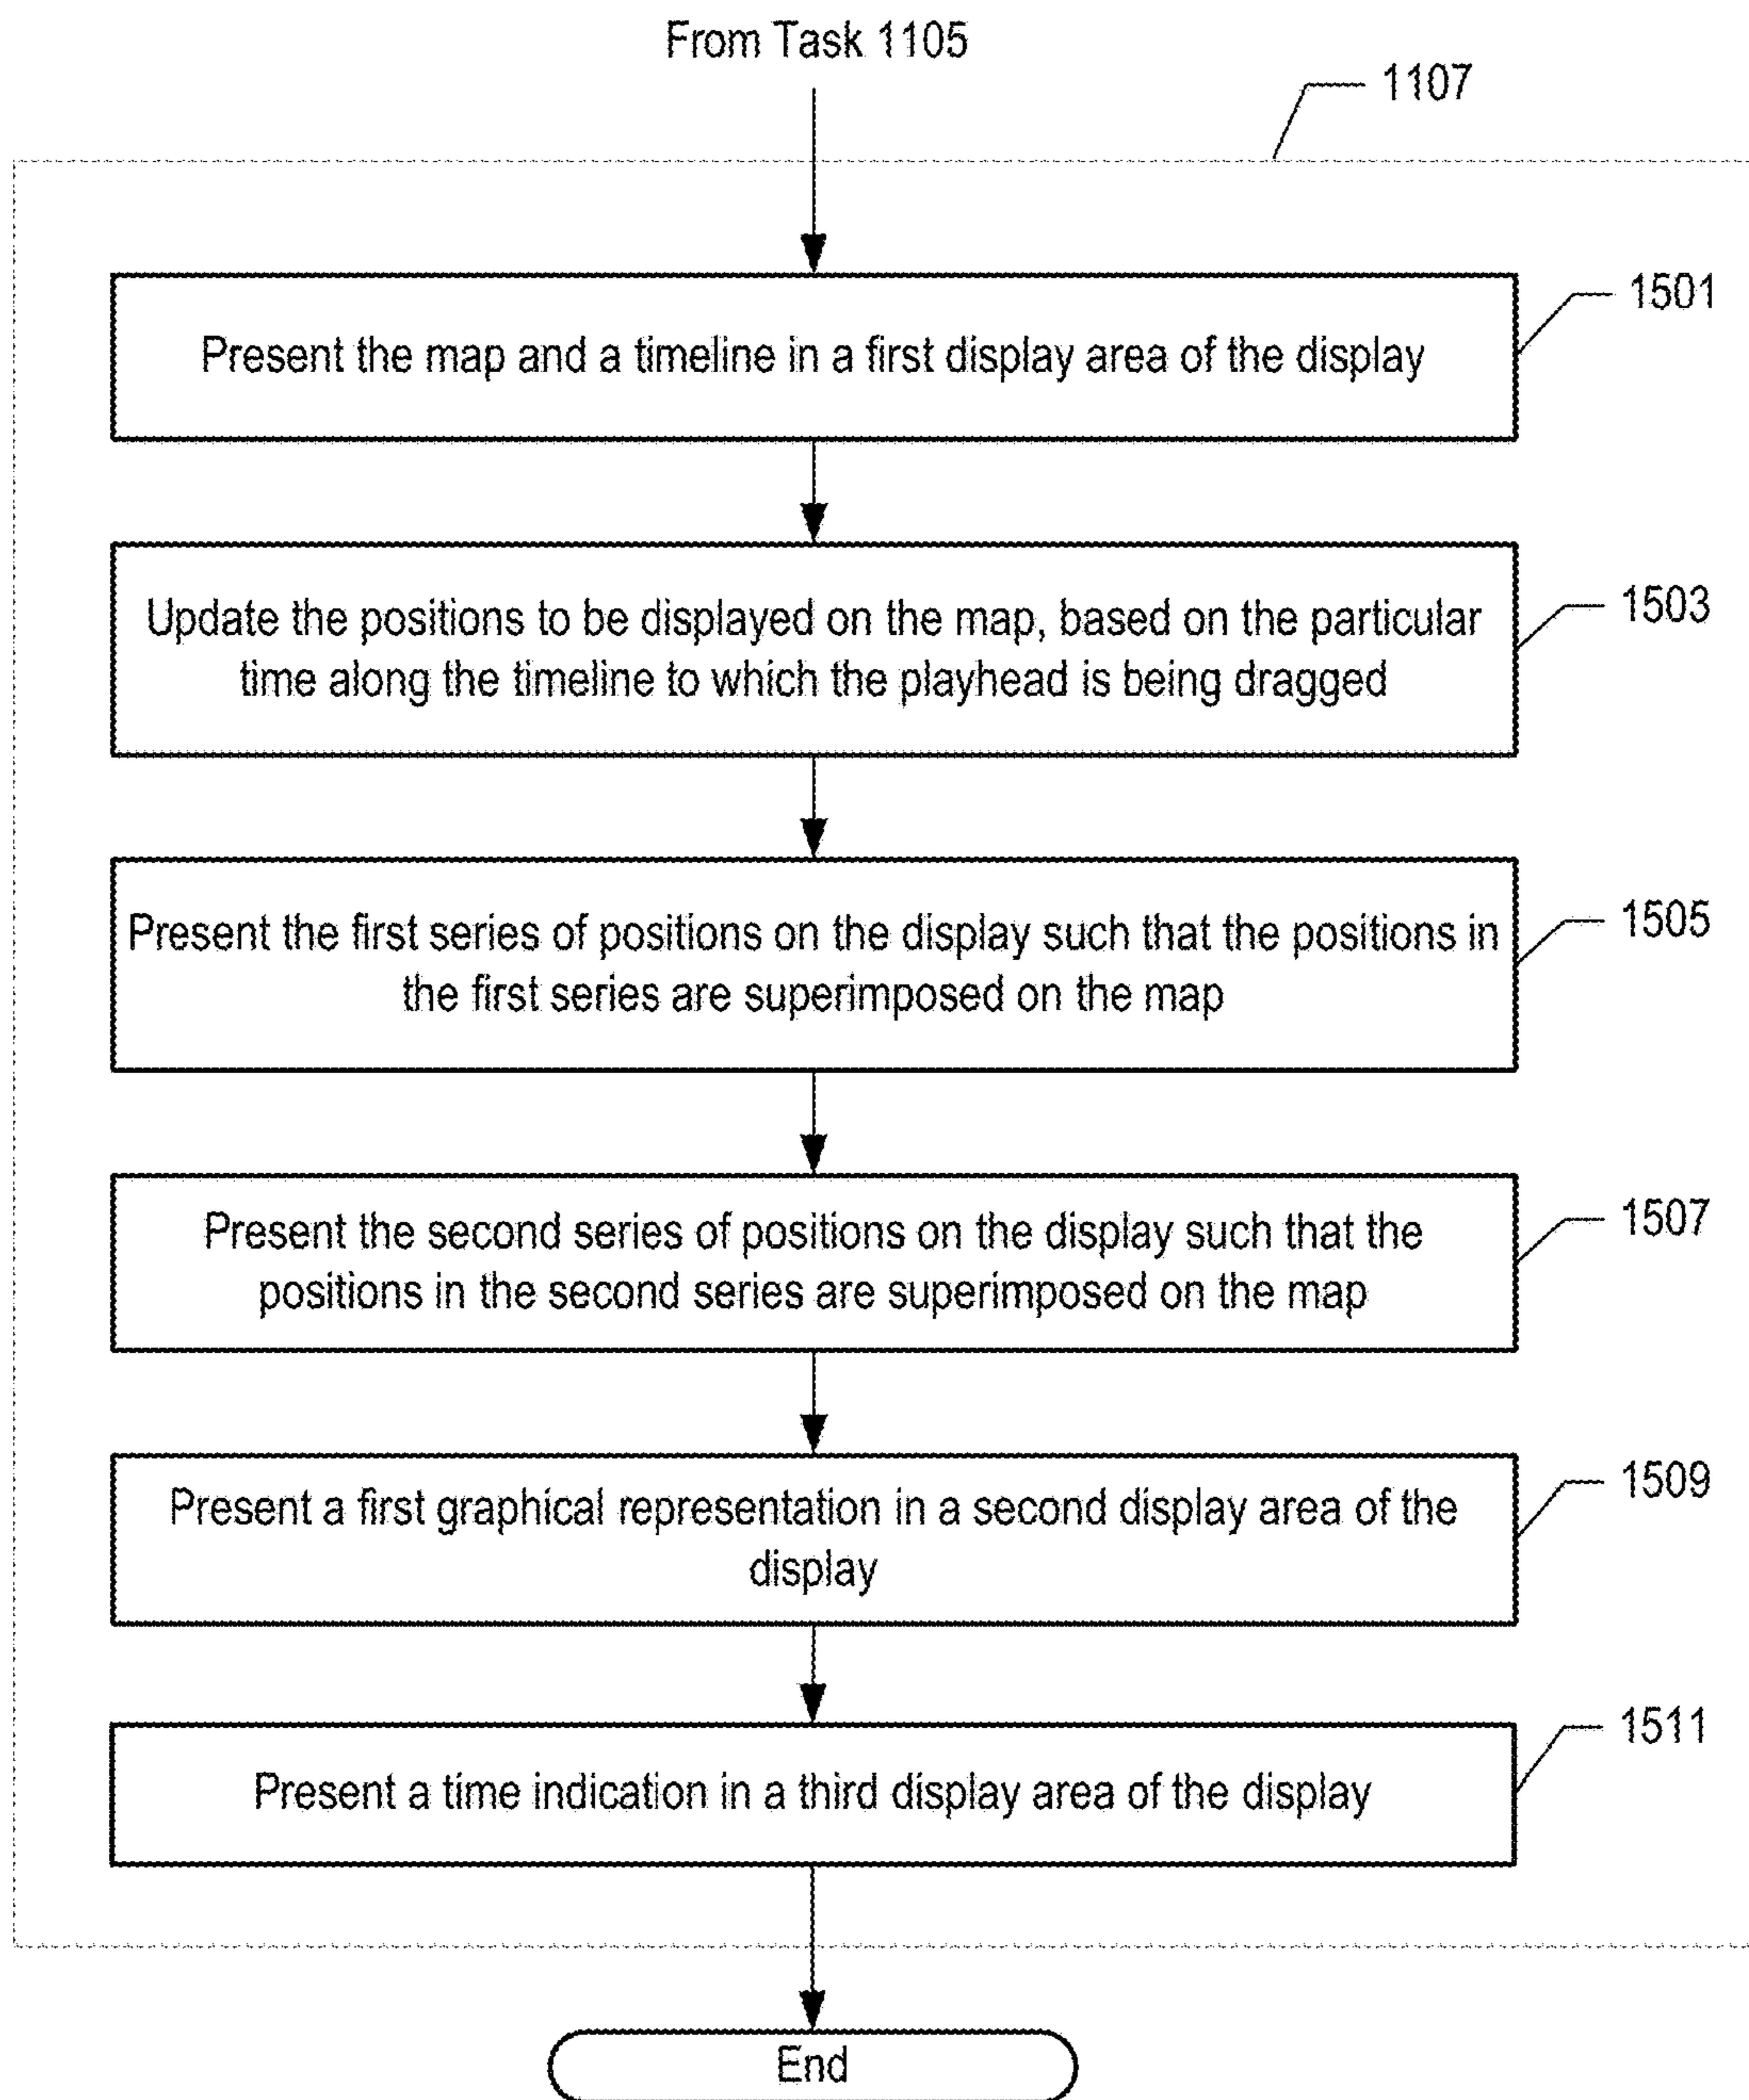 From Task 1105
1107
Present the map and a timeline in a first display area of the display
1501
Update the positions to be displayed on the map, based on the particular
time along the timeline to which the playhead is being dragged
1503
Present the first series of positions on the display such that the positions in
the first series are superimposed on the map
1505
Present the second series of positions on the display such that the
positions in the second series are superimposed on the map
1507
Present a first graphical representation in a second display area of the
display
1509
Present a time indication in a third display area of the display
1511
End